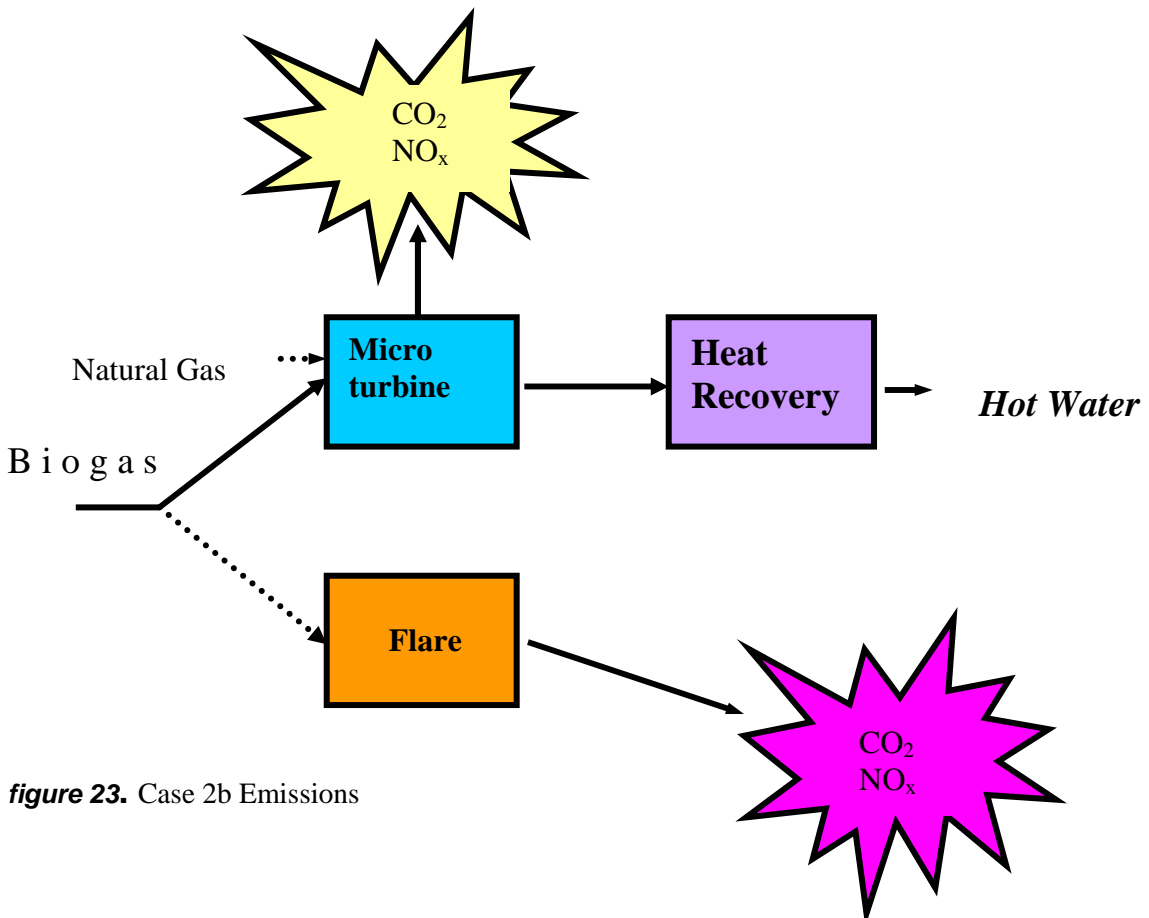 CO₂
NOₓ
Natural Gas
Micro
turbine
Heat
Recovery
Hot Water
B i o g a s
Flare
CO₂
NOₓ
figure 23. Case 2b Emissions